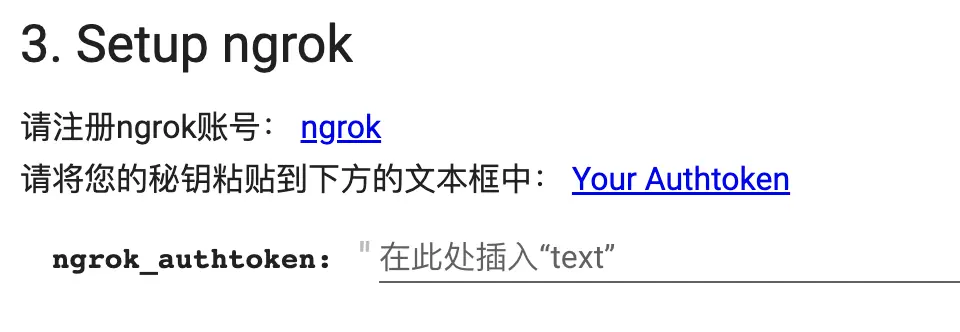 3. Setup ngrok
请注册ngrok账号： ngrok
请将您的秘钥粘贴到下方的文本框中： Your Authtoken
ngrok_authtoken: " 在此处插入“text”